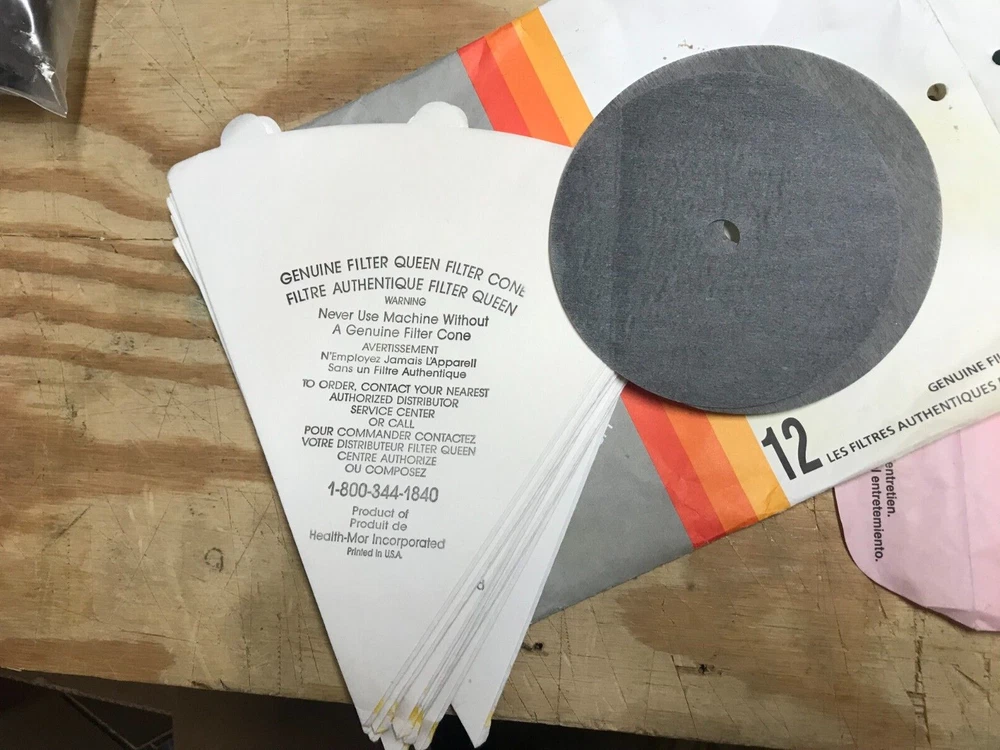 GENUINE FILTER QUEEN FILTER CONE
FILTRE AUTHENTIQUE FILTER QUEEN
WARNING
Never Use Machine Without
A Genuine Filter Cone
AVERTISSEMENT
N'Employez Jamais L'Apparell
Sans un Filtre Authentique
TO ORDER, CONTACT YOUR NEAREST
AUTHORIZED DISTRIBUTOR
SERVICE CENTER
OR CALL
POUR COMMANDER CONTACTEZ
VOTRE DISTRIBUTEUR FILTER QUEEN
CENTRE AUTHORIZE
OU COMPOSEZ
1-800-344-1840
Product of
Produit de
Health-Mor Incorporated
Printed in U.S.A.
12
GENUINE FI
LES FILTRES AUTHENTIQUES
entretien.
entretemiento.